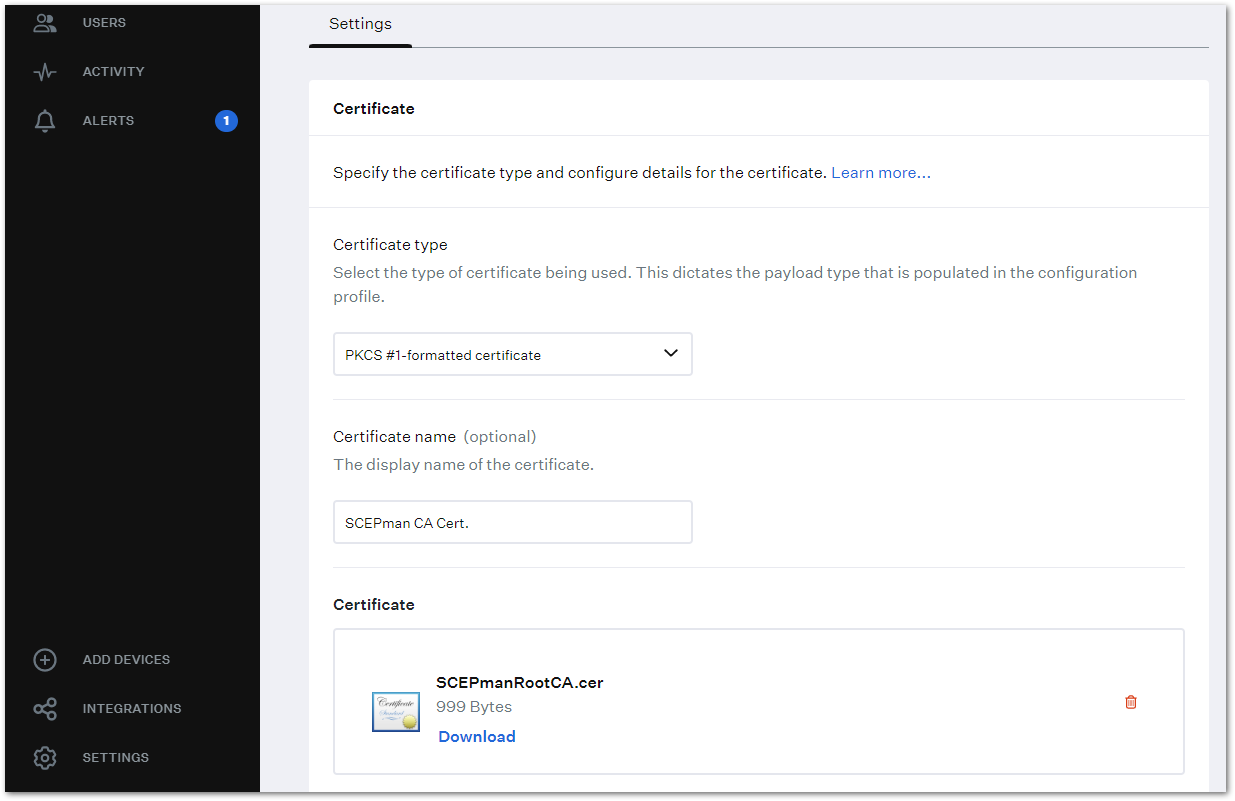 USERS
ACTIVITY
ALERTS
1
ADD DEVICES
INTEGRATIONS
SETTINGS
Settings
Certificate
Specify the certificate type and configure details for the certificate. Learn more...
Certificate type
Select the type of certificate being used. This dictates the payload type that is populated in the configuration
profile.
PKCS #1-formatted certificate
Certificate name (optional)
The display name of the certificate.
SCEPman CA Cert.
Certificate
Certificate
Standard
SCEPmanRootCA.cer
999 Bytes
Download